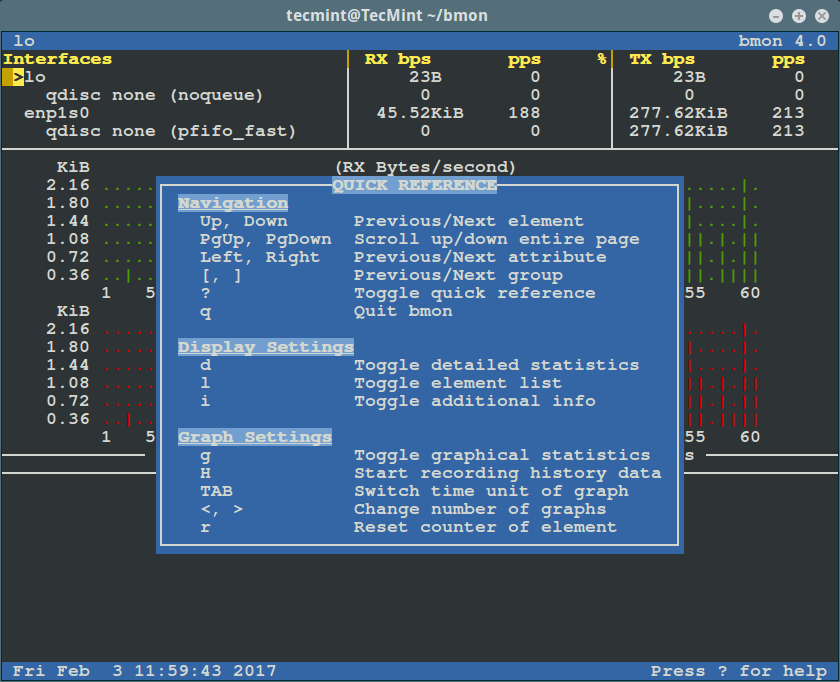 tecmint@TecMint ~/bmon
lo bmon 4.0
Interfaces RX bps pps % TX bps pps
>lo 23B 0 23B 0
qdisc none (noqueue) 0 0 0 0
enp1s0 45.52KiB 188 277.62KiB 213
qdisc none (pfifo_fast) 0 0 277.62KiB 213
KiB (RX Bytes/second)
2.16
1.80
1.44
1.08
0.72
0.36
1 5 55 60
KiB
2.16
1.80
1.44
1.08
0.72
0.36
1 5 55 60
s
QUICK REFERENCE
Navigation
Up, Down Previous/Next element
PgUp, PgDown Scroll up/down entire page
Left, Right Previous/Next attribute
[, ] Previous/Next group
? Toggle quick reference
q Quit bmon
Display Settings
d Toggle detailed statistics
l Toggle element list
i Toggle additional info
Graph Settings
g Toggle graphical statistics
H Start recording history data
TAB Switch time unit of graph
<, > Change number of graphs
r Reset counter of element
Fri Feb 3 11:59:43 2017 Press ? for help